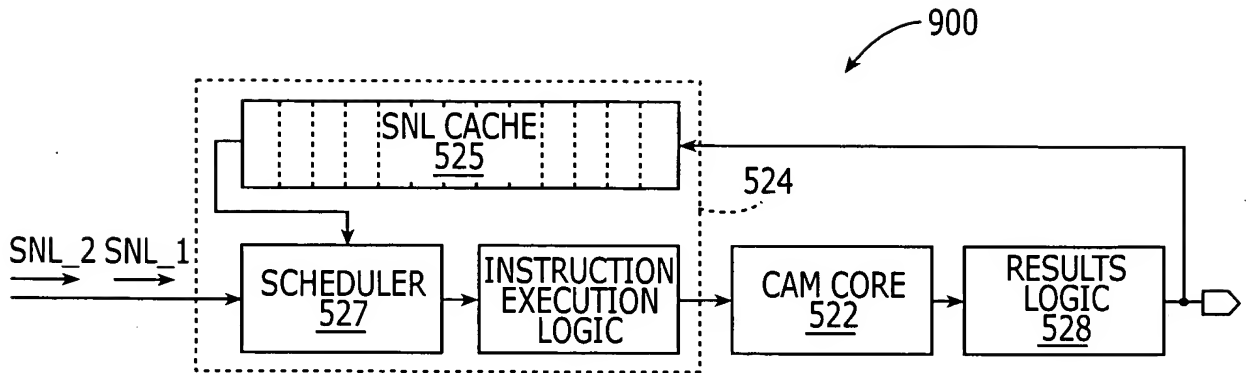 900
SNL CACHE
525
524
SNL_2 SNL_1
SCHEDULER
527
INSTRUCTION
EXECUTION
LOGIC
CAM CORE
522
RESULTS
LOGIC
528